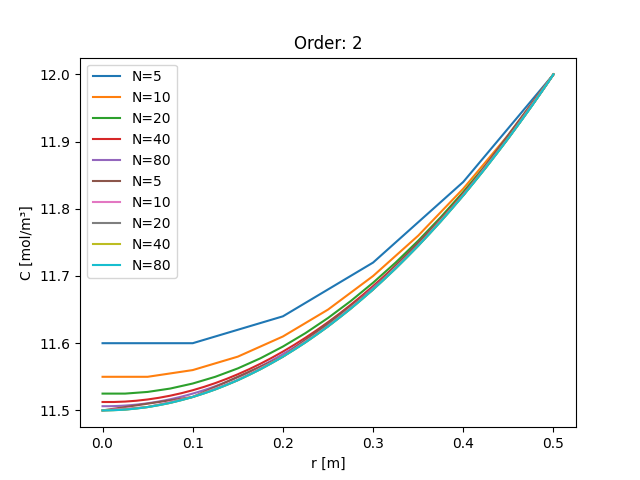 Order: 2
12.0
11.9
11.8
11.7
11.6
11.5
C [mol/m³]
N=5
N=10
N=20
N=40
N=80
N=5
N=10
N=20
N=40
N=80
0.0 0.1 0.2 0.3 0.4 0.5
r [m]